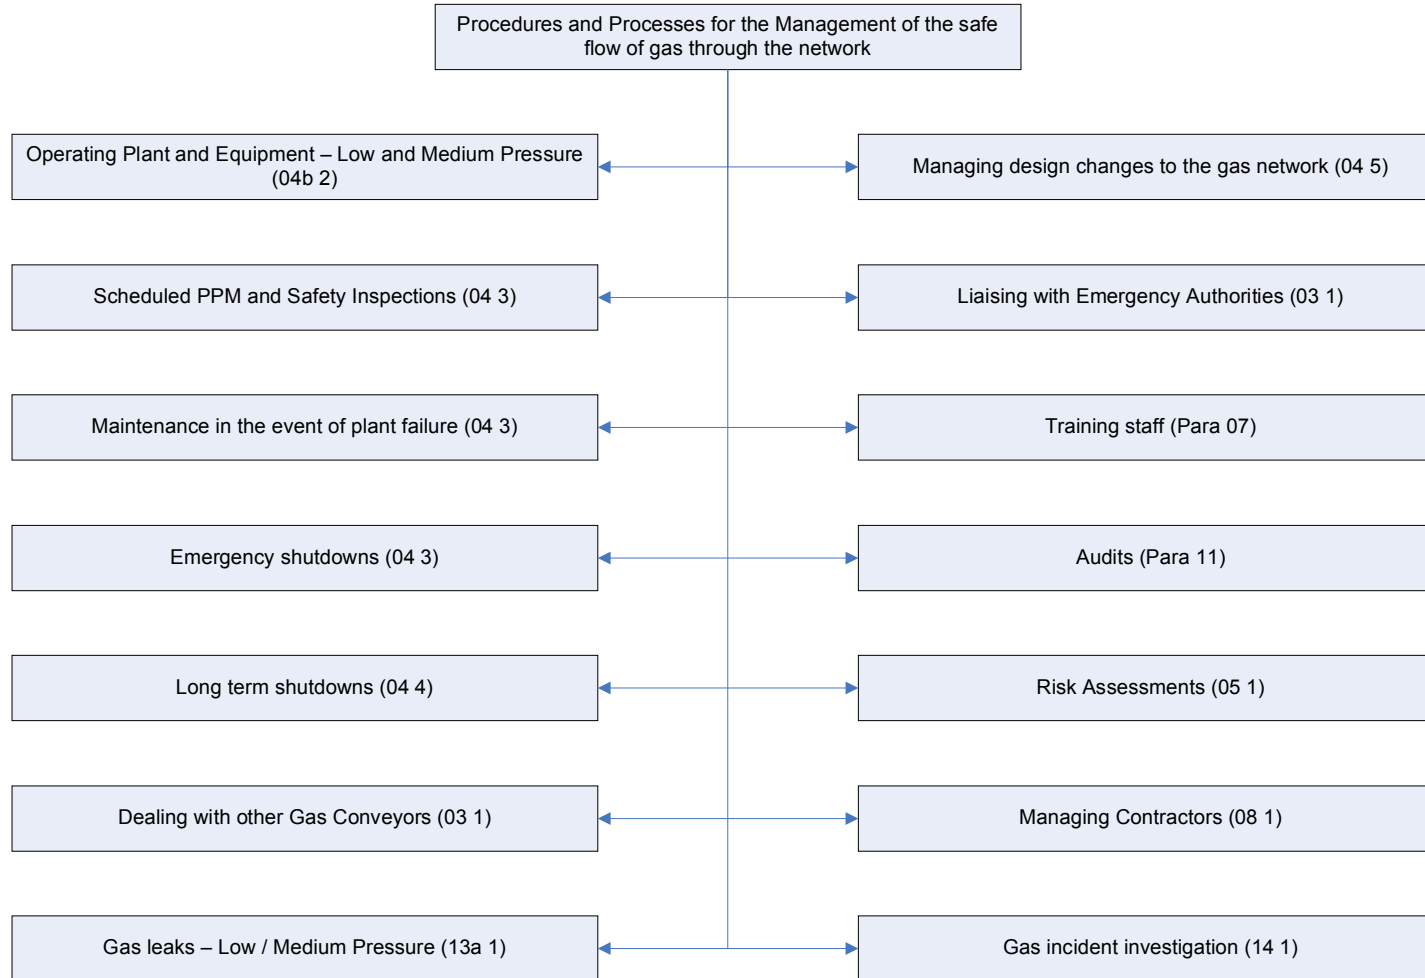 Procedures and Processes for the Management of the safe
flow of gas through the network
Operating Plant and Equipment – Low and Medium Pressure
(04b 2)
Managing design changes to the gas network (04 5)
Scheduled PPM and Safety Inspections (04 3)
Liaising with Emergency Authorities (03 1)
Maintenance in the event of plant failure (04 3)
Training staff (Para 07)
Emergency shutdowns (04 3)
Audits (Para 11)
Long term shutdowns (04 4)
Risk Assessments (05 1)
Dealing with other Gas Conveyors (03 1)
Managing Contractors (08 1)
Gas leaks – Low / Medium Pressure (13a 1)
Gas incident investigation (14 1)